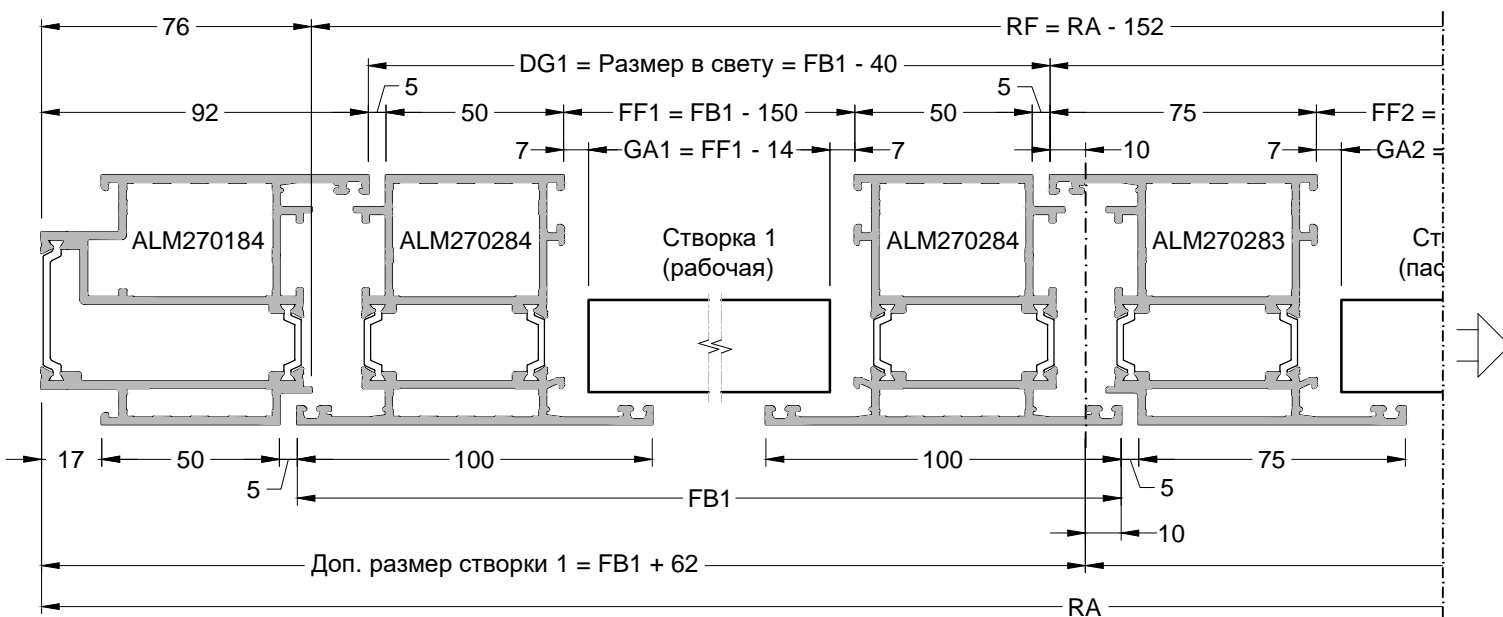 76
RF = RA - 152
DG1 = Размер в свету = FB1 - 40
5
5
92
50
FF1 = FB1 - 150
50
75
FF2 =
7
GA1 = FF1 - 14
7
10
7
GA2 =
ALM270184
ALM270284
Створка 1
(рабочая)
ALM270284
ALM270283
Ст
(пас
17
50
5
100
100
5
75
FB1
10
Доп. размер створки 1 = FB1 + 62
RA